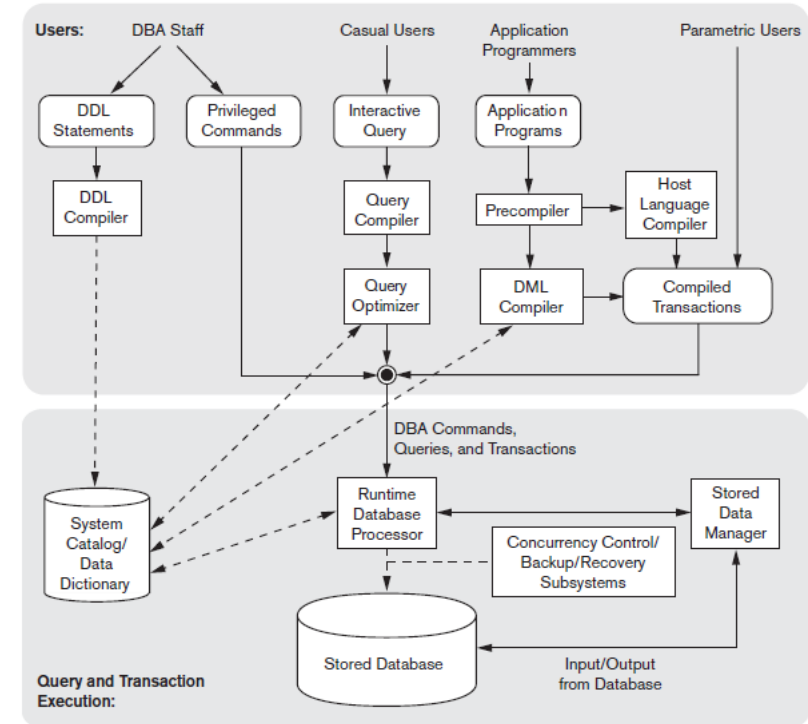 Users:
DBA Staff
Casual Users
Application
Programmers
Parametric Users
DDL
Statements
Privileged
Commands
Interactive
Query
Application
Programs
DDL
Compiler
Query
Compiler
Precompiler
Host
Language
Compiler
Query
Optimizer
DML
Compiler
Compiled
Transactions
DBA Commands,
Queries, and Transactions
System
Catalog/
Data
Dictionary
Runtime
Database
Processor
Stored
Data
Manager
Concurrency Control/
Backup/Recovery
Subsystems
Stored Database
Input/Output
from Database
Query and Transaction
Execution: